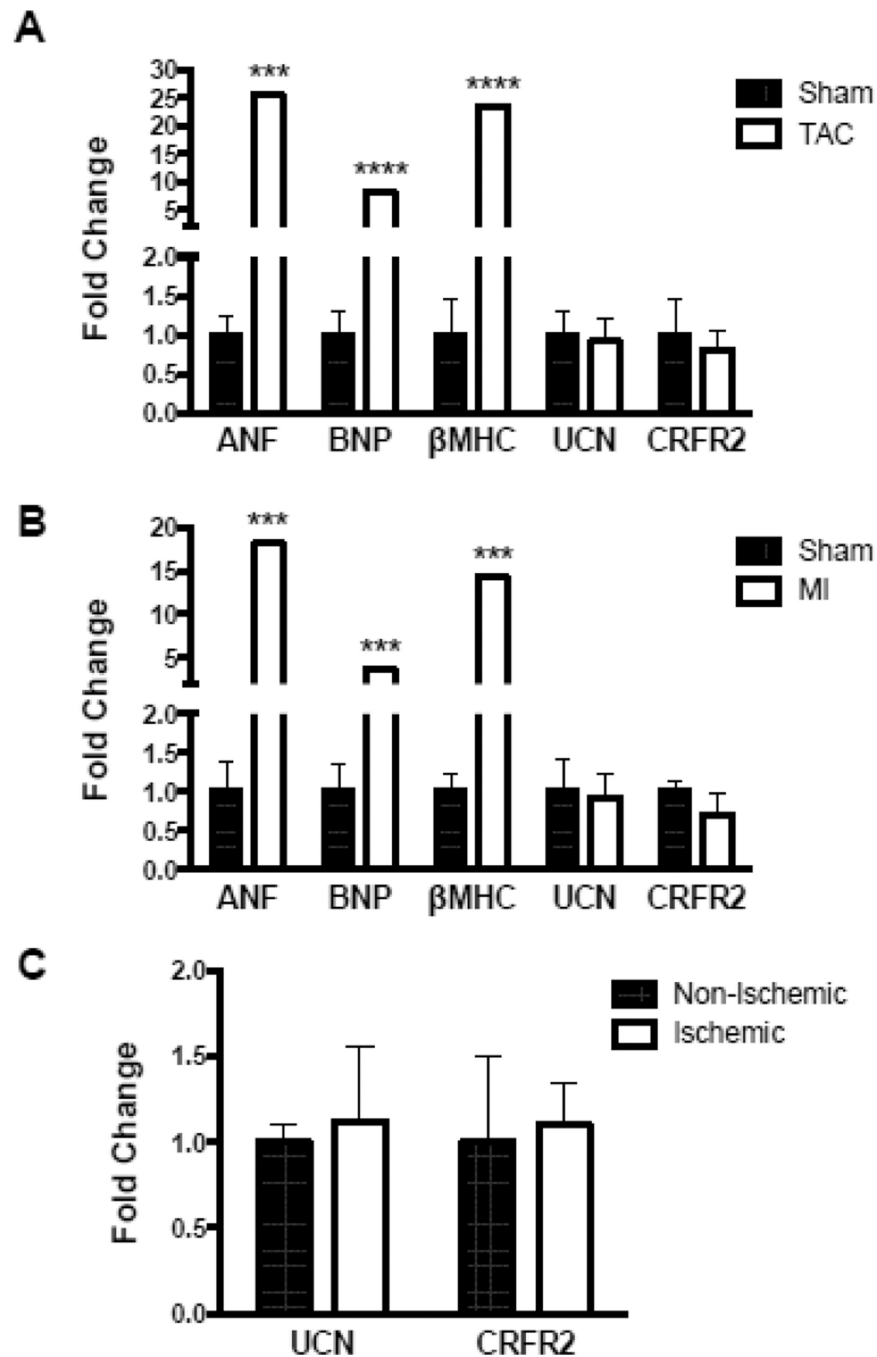 A
Fold Change
30
25
20
15
10
5
2.0
1.5
1.0
0.5
0.0
*** **** ****
ANF BNP βMHC UCN CRFR2
Sham
TAC
B
Fold Change
20
15
10
5
2.0
1.5
1.0
0.5
0.0
*** *** ***
ANF BNP βMHC UCN CRFR2
Sham
MI
C
Fold Change
2.0
1.5
1.0
0.5
0.0
UCN CRFR2
Non-Ischemic
Ischemic